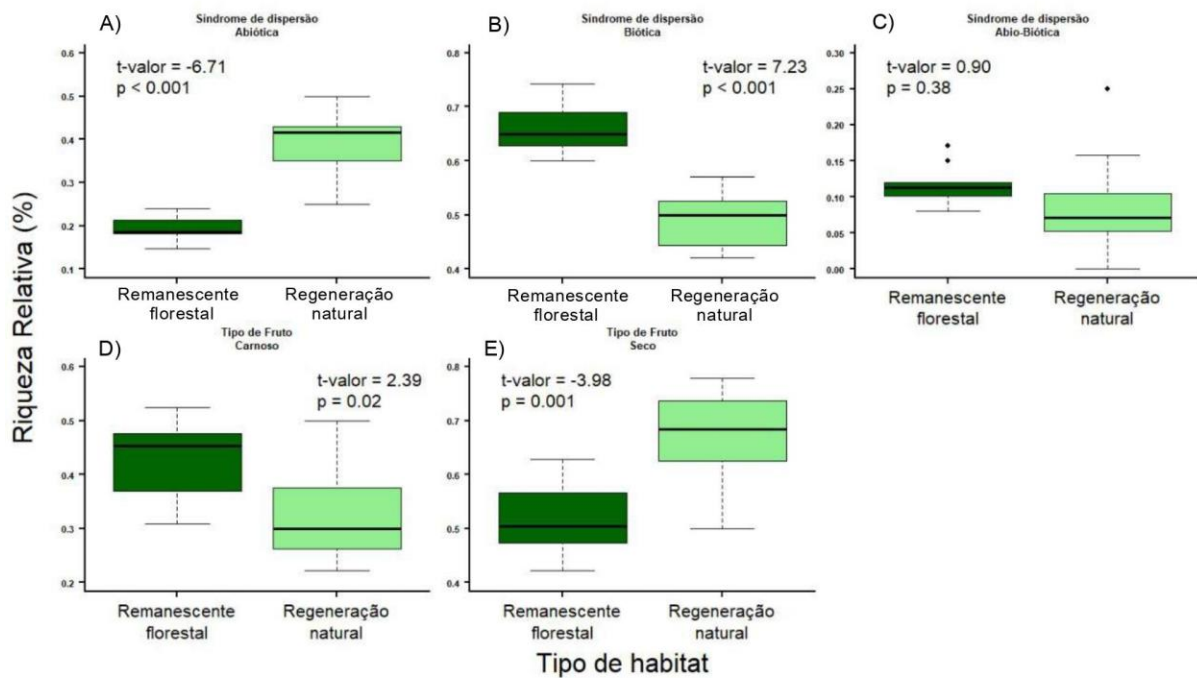 A)
Síndrome de dispersão
Abiótica
t-valor = -6.71
p < 0.001
0.6
0.5
0.4
0.3
0.2
0.1
Remanescente
florestal
Regeneração
natural
B)
Síndrome de dispersão
Biótica
t-valor = 7.23
p < 0.001
0.7
0.6
0.5
0.4
Remanescente
florestal
Regeneração
natural
C)
Síndrome de dispersão
Abio-Biótica
t-valor = 0.90
p = 0.38
0.30
0.25
0.20
0.15
0.10
0.05
0.00
Remanescente
florestal
Regeneração
natural
Riqueza Relativa (%)
D)
Tipo de Fruto
Carnoso
t-valor = 2.39
p = 0.02
0.6
0.5
0.4
0.3
0.2
Remanescente
florestal
Regeneração
natural
E)
Tipo de Fruto
Seco
t-valor = -3.98
p = 0.001
0.8
0.7
0.6
0.5
0.4
Remanescente
florestal
Regeneração
natural
Tipo de habitat